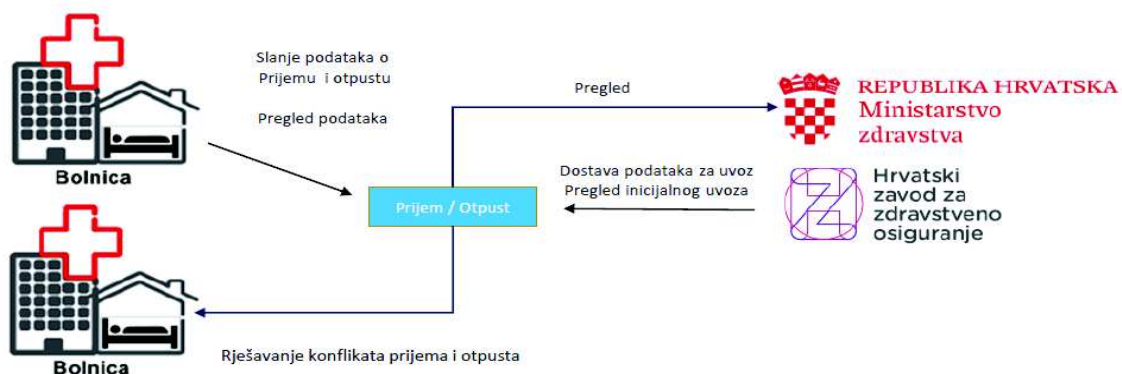 Slanje podataka o
Prijemu i otpustu
Pregled podataka
Bolnica
Pregled
REPUBLIKA HRVATSKA
Ministarstvo
zdravstva
Prijem / Otpust
Dostava podataka za uvoz
Pregled inicijalnog uvoza
Hrvatski
zavod za
zdravstveno
osiguranje
Rješavanje konflikata prijema i otpusta
Bolnica